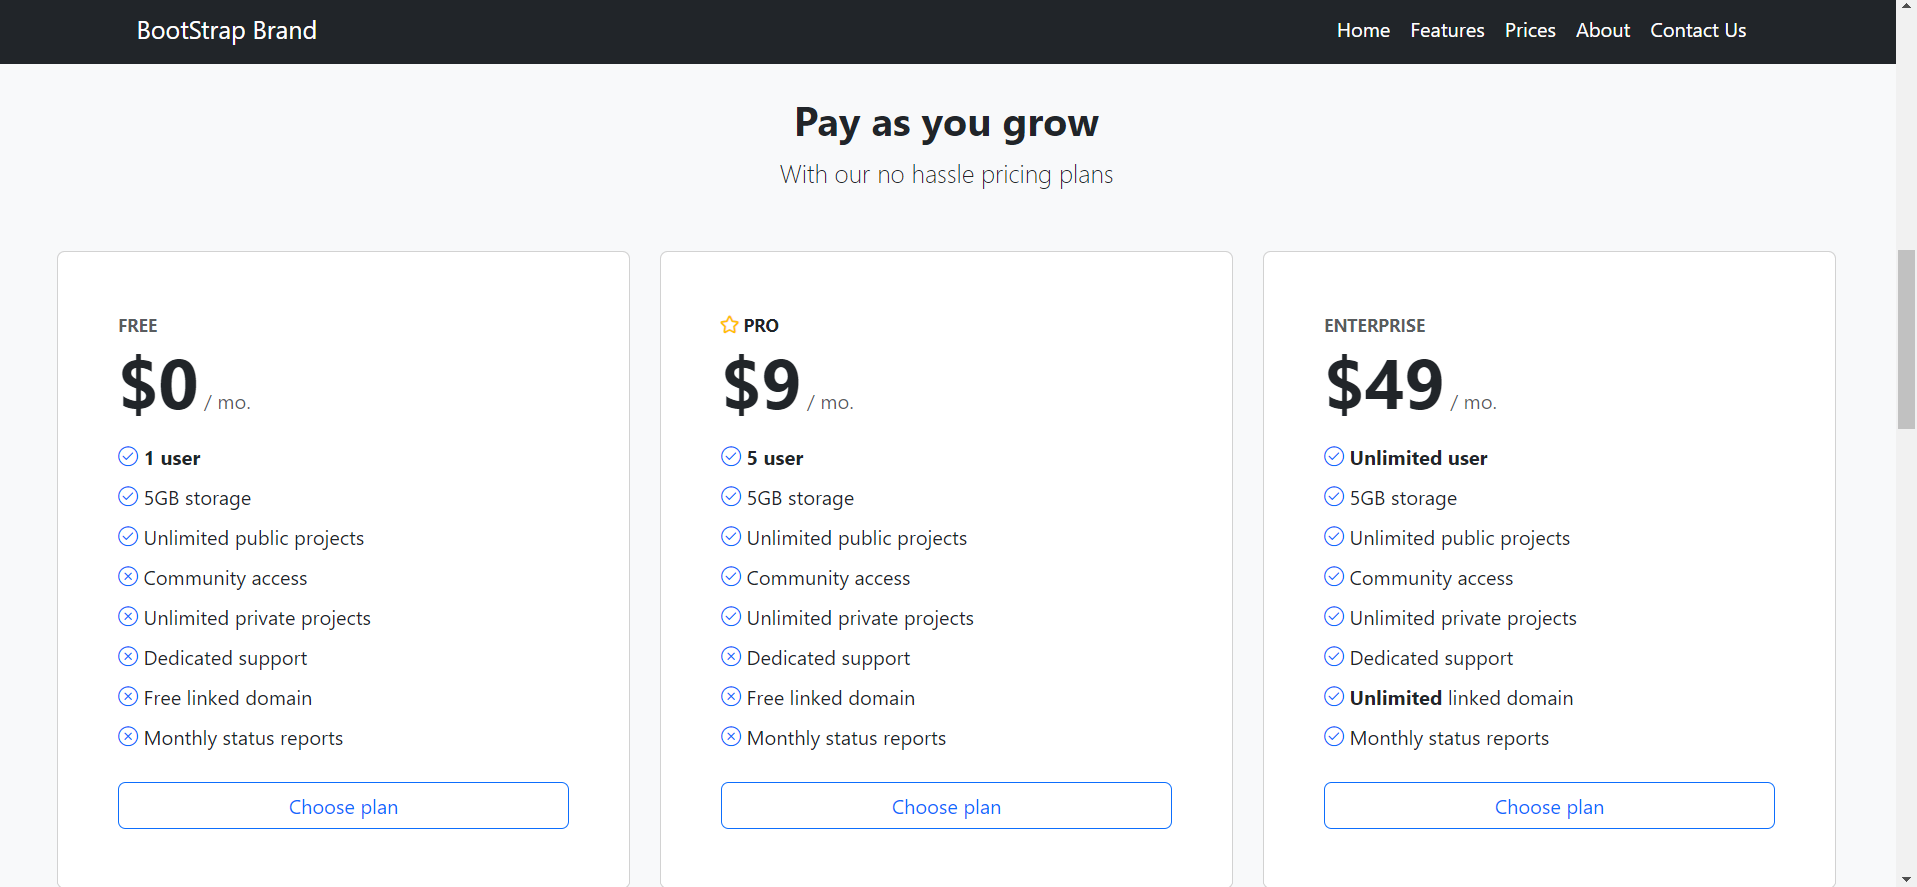 BootStrap Brand
Home Features Prices About Contact Us
Pay as you grow
With our no hassle pricing plans
FREE
$0 / mo.
1 user
5GB storage
Unlimited public projects
Community access
Unlimited private projects
Dedicated support
Free linked domain
Monthly status reports
Choose plan
PRO
$9 / mo.
5 user
5GB storage
Unlimited public projects
Community access
Unlimited private projects
Dedicated support
Free linked domain
Monthly status reports
Choose plan
ENTERPRISE
$49 / mo.
Unlimited user
5GB storage
Unlimited public projects
Community access
Unlimited private projects
Dedicated support
Unlimited linked domain
Monthly status reports
Choose plan